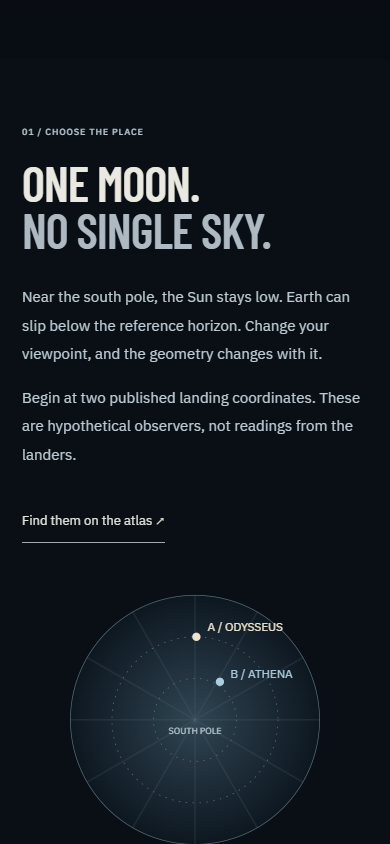 01 / CHOOSE THE PLACE
ONE MOON.
NO SINGLE SKY.
Near the south pole, the Sun stays low. Earth can
slip below the reference horizon. Change your
viewpoint, and the geometry changes with it.
Begin at two published landing coordinates. These
are hypothetical observers, not readings from the
landers.
Find them on the atlas ↗
A / ODYSSEUS
B / ATHENA
SOUTH POLE